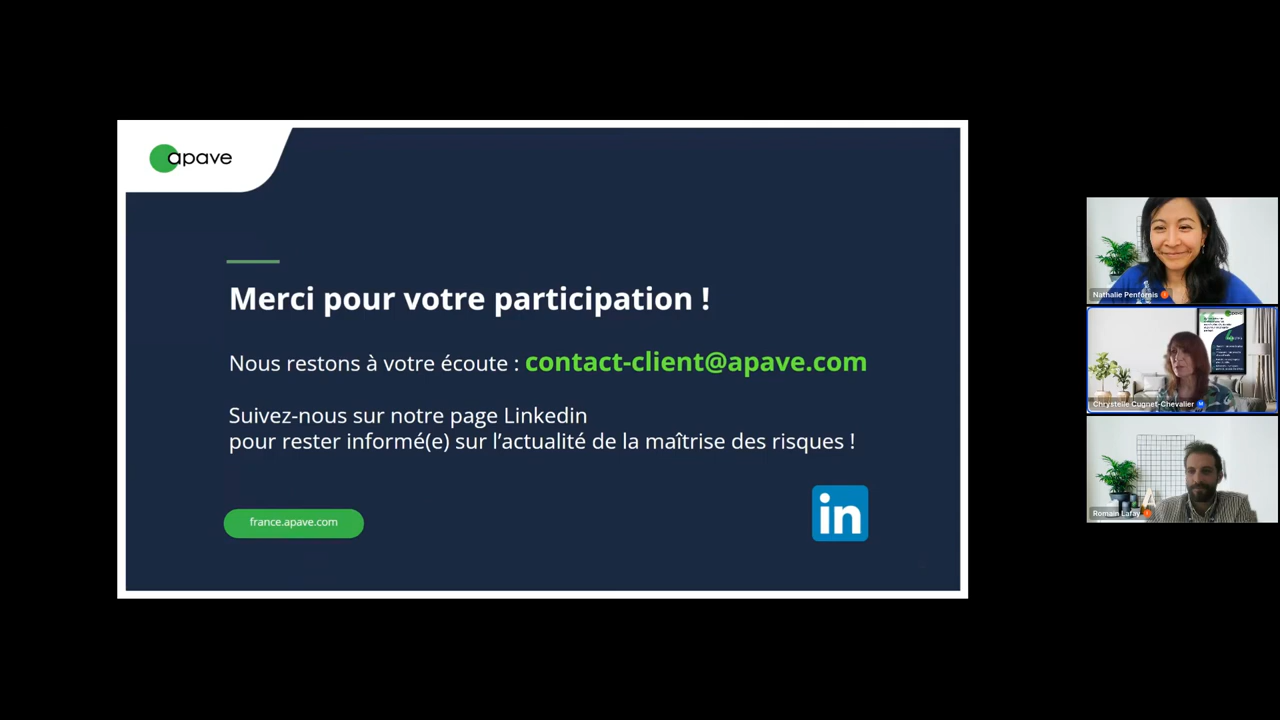 apave
Merci pour votre participation !
Nous restons à votre écoute : contact-client@apave.com
Suivez-nous sur notre page Linkedin
pour rester informé(e) sur l'actualité de la maîtrise des risques !
france.apave.com
in
Nathalie Penfornis
Chrystelle Cugnet-Chevalier
Romain Lafay